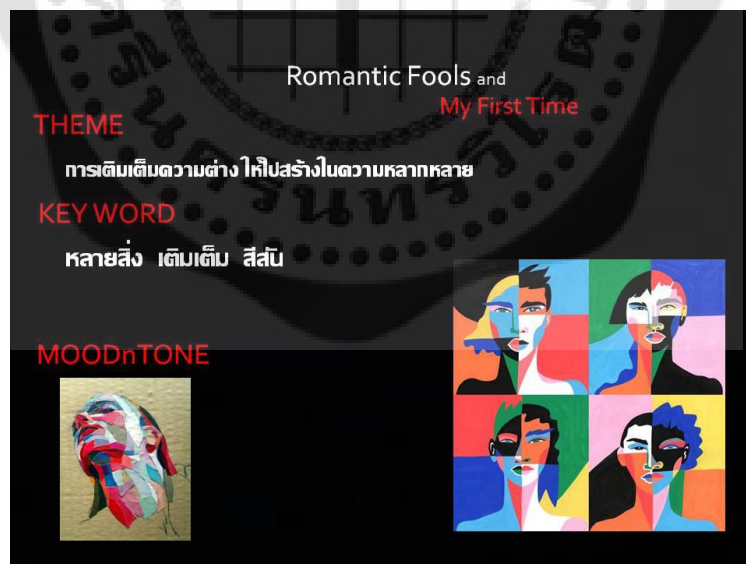 Romantic Fools and
My First Time
THEME
การเติมเต็มความต่าง ให้ไปสร้างในความหลากหลาย
KEY WORD
หลายสิ่ง เติมเต็ม สีสัน
MOODnTONE